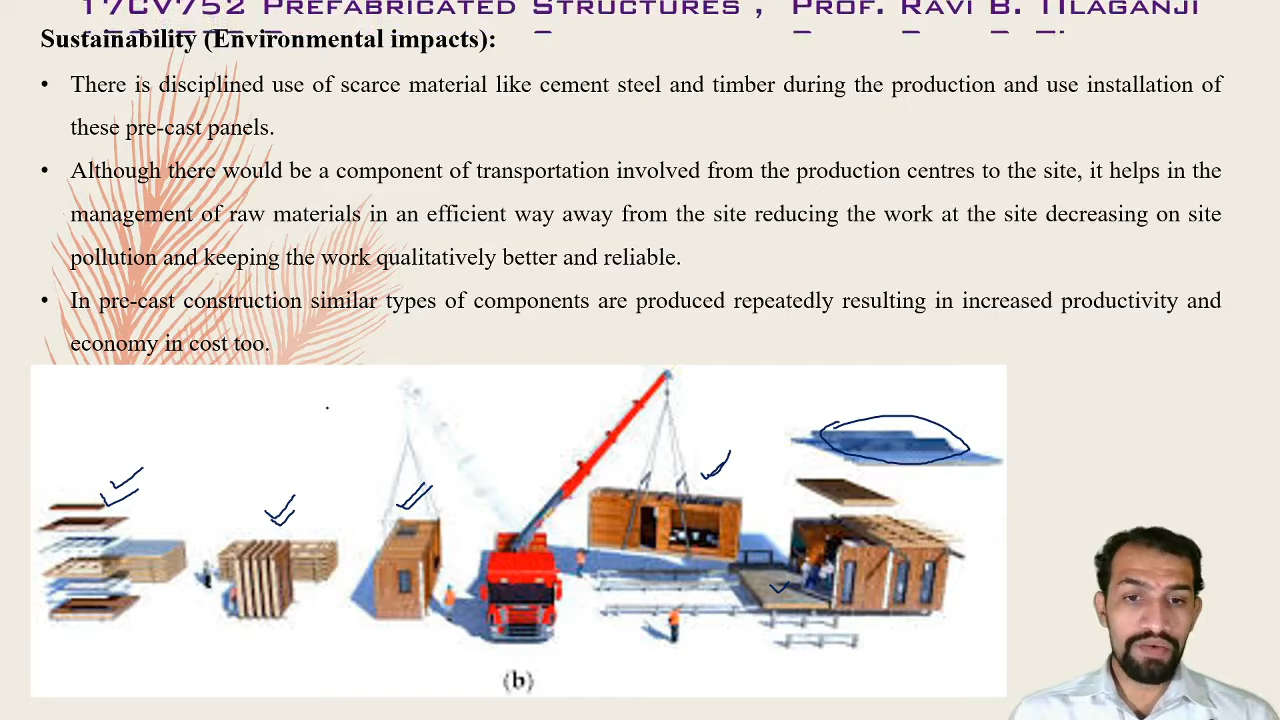 17CV752 Prefabricated Structures , Prof. Ravi B. Tilaganji
Sustainability (Environmental impacts):
• There is disciplined use of scarce material like cement steel and timber during the production and use installation of
these pre-cast panels.
• Although there would be a component of transportation involved from the production centres to the site, it helps in the
management of raw materials in an efficient way away from the site reducing the work at the site decreasing on site
pollution and keeping the work qualitatively better and reliable.
• In pre-cast construction similar types of components are produced repeatedly resulting in increased productivity and
economy in cost too.
(b)